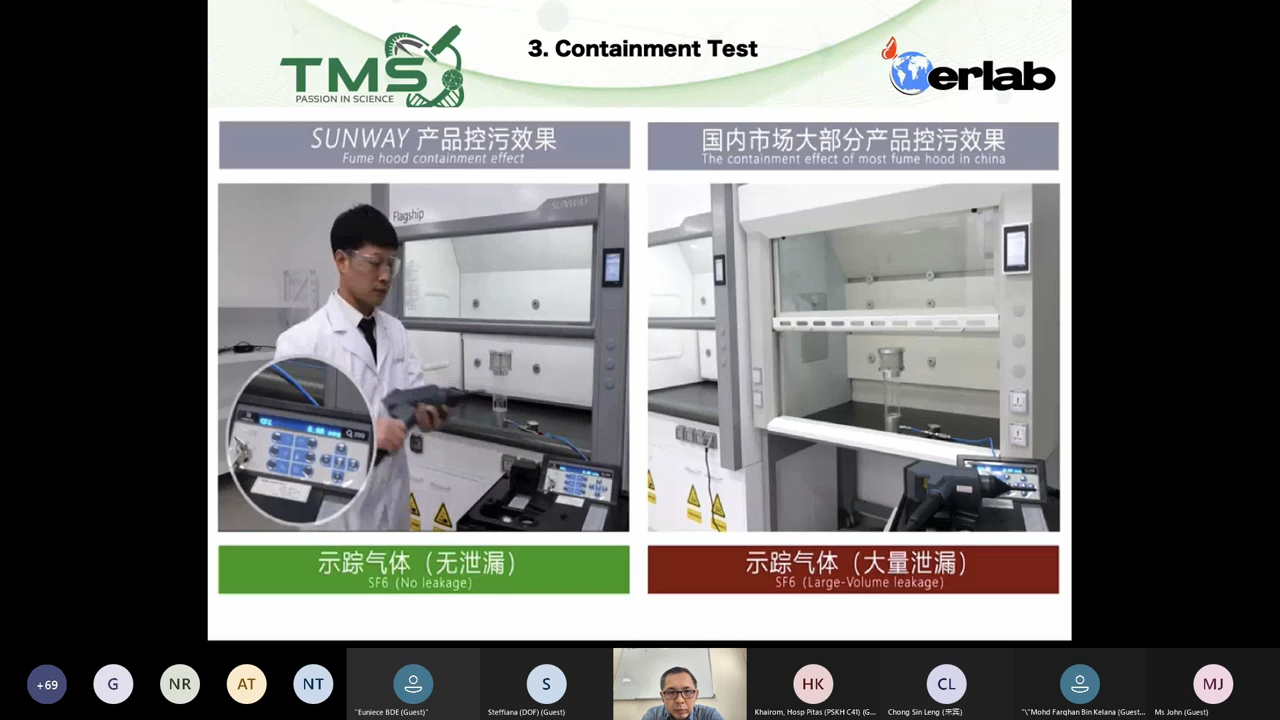 3. Containment Test
TMS
PASSION IN SCIENCE
erlab
SUNWAY 产品控污效果
Fume hood containment effect
国内市场大部分产品控污效果
The containment effect of most fume hood in china
Flagship
SUNWAY
示踪气体（无泄漏）
SF6 (No leakage)
示踪气体（大量泄漏）
SF6 (Large-Volume leakage)
+69
G
NR
AT
NT
"Euniece BDE (Guest)"
S
Steffiana (DOF) (Guest)
HK
Khairom, Hosp Pitas (PSKH C41) (G...
CL
Chong Sin Leng (Guest)
"\"Mohd Farqhan Bin Kelana (Guest...
MJ
Ms John (Guest)